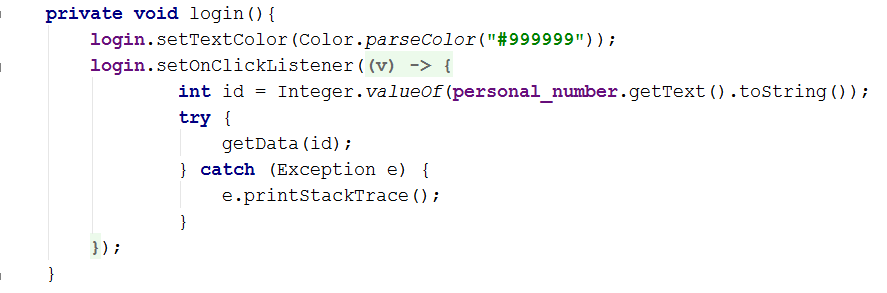 private void login(){
login.setTextColor(Color.parseColor("#999999"));
login.setOnClickListener((v) -> {
int id = Integer.valueOf(personal_number.getText().toString());
try {
getData(id);
} catch (Exception e) {
e.printStackTrace();
}
});
}